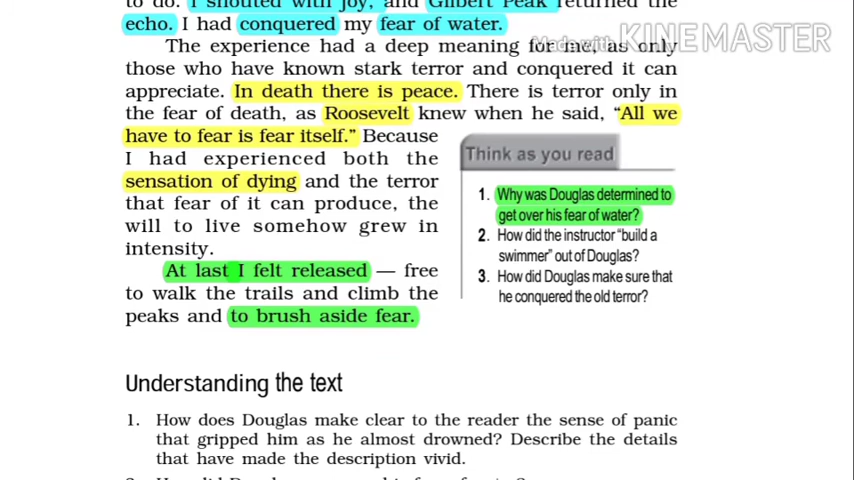 to do. I shouted with joy, and Gilbert Peak returned the
echo. I had conquered my fear of water.
Made with KINEMASTER
The experience had a deep meaning for me, as only
those who have known stark terror and conquered it can
appreciate. In death there is peace. There is terror only in
the fear of death, as Roosevelt knew when he said, “All we
have to fear is fear itself.” Because
I had experienced both the
sensation of dying and the terror
that fear of it can produce, the
will to live somehow grew in
intensity.
At last I felt released — free
to walk the trails and climb the
peaks and to brush aside fear.
Think as you read
1. Why was Douglas determined to
get over his fear of water?
2. How did the instructor “build a
swimmer” out of Douglas?
3. How did Douglas make sure that
he conquered the old terror?
Understanding the text
1. How does Douglas make clear to the reader the sense of panic
that gripped him as he almost drowned? Describe the details
that have made the description vivid.